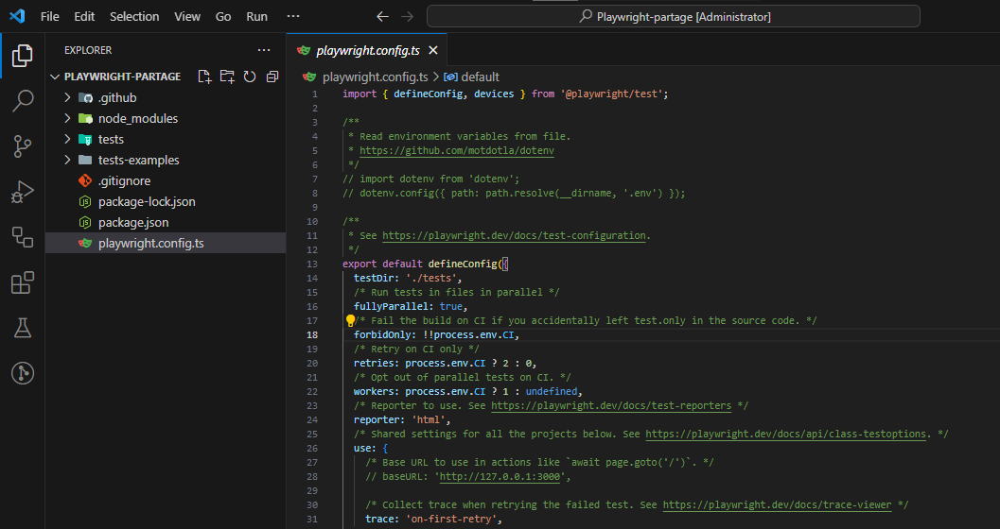 File Edit Selection View Go Run ··· ← → Playwright-partage [Administrator]
EXPLORER ···
PLAYWRIGHT-PARTAGE
.github
node_modules
tests
tests-examples
.gitignore
package-lock.json
package.json
playwright.config.ts
playwright.config.ts ×
playwright.config.ts > default
1 import { defineConfig, devices } from '@playwright/test';
2
3 /**
4 * Read environment variables from file.
5 * https://github.com/motdotla/dotenv
6 */
7 // import dotenv from 'dotenv';
8 // dotenv.config({ path: path.resolve(__dirname, '.env') });
9
10 /**
11 * See https://playwright.dev/docs/test-configuration.
12 */
13 export default defineConfig({
14 testDir: './tests',
15 /* Run tests in files in parallel */
16 fullyParallel: true,
17 /* Fail the build on CI if you accidentally left test.only in the source code. */
18 forbidOnly: !!process.env.CI,
19 /* Retry on CI only */
20 retries: process.env.CI ? 2 : 0,
21 /* Opt out of parallel tests on CI. */
22 workers: process.env.CI ? 1 : undefined,
23 /* Reporter to use. See https://playwright.dev/docs/test-reporters */
24 reporter: 'html',
25 /* Shared settings for all the projects below. See https://playwright.dev/docs/api/class-testoptions. */
26 use: {
27 /* Base URL to use in actions like `await page.goto('/')`. */
28 // baseURL: 'http://127.0.0.1:3000',
29
30 /* Collect trace when retrying the failed test. See https://playwright.dev/docs/trace-viewer */
31 trace: 'on-first-retry',